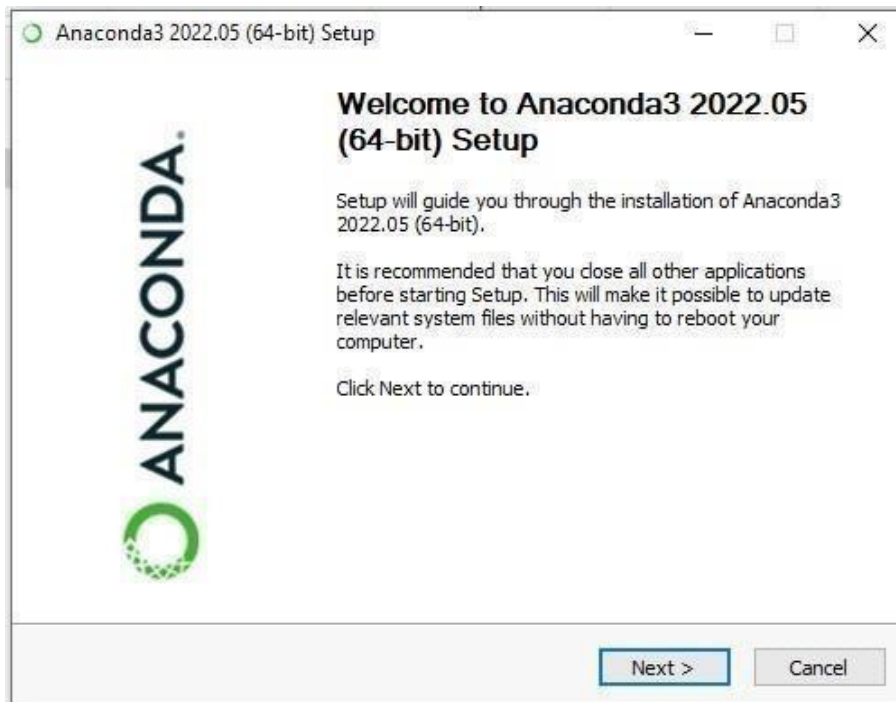 Anaconda3 2022.05 (64-bit) Setup
ANACONDA.
Welcome to Anaconda3 2022.05
(64-bit) Setup
Setup will guide you through the installation of Anaconda3
2022.05 (64-bit).
It is recommended that you close all other applications
before starting Setup. This will make it possible to update
relevant system files without having to reboot your
computer.
Click Next to continue.
Next >
Cancel